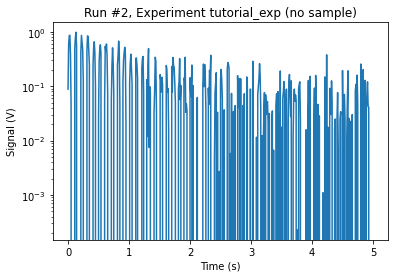 Run #2, Experiment tutorial_exp (no sample)
Signal (V)
10⁰
10⁻¹
10⁻²
10⁻³
0 1 2 3 4 5
Time (s)